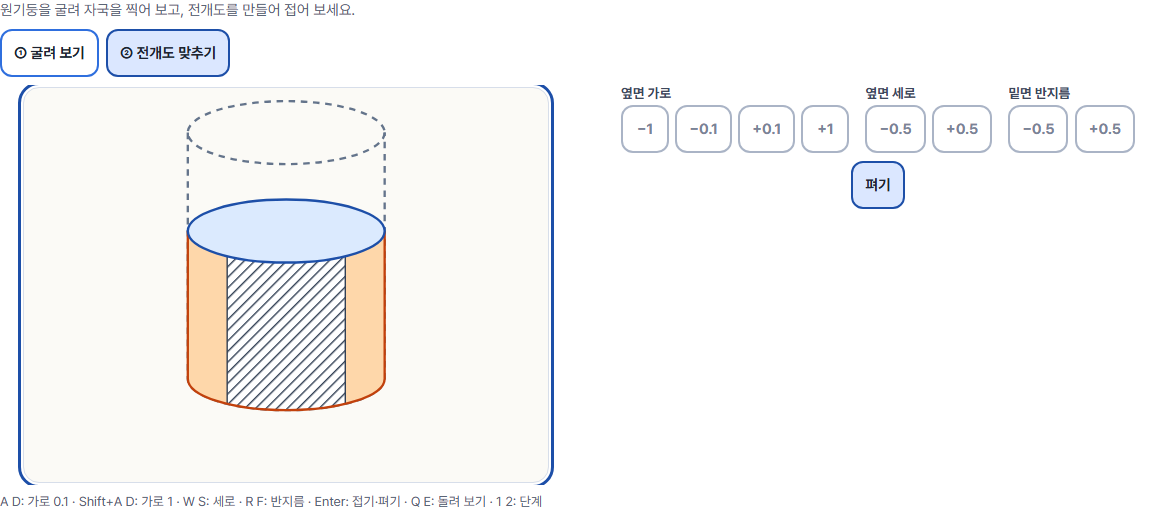 원기둥을 굴려 자국을 찍어 보고, 전개도를 만들어 접어 보세요.
① 굴려 보기
② 전개도 맞추기
옆면 가로
−1
−0.1
+0.1
+1
옆면 세로
−0.5
+0.5
밑면 반지름
−0.5
+0.5
펴기
A D: 가로 0.1 · Shift+A D: 가로 1 · W S: 세로 · R F: 반지름 · Enter: 접기·펴기 · Q E: 돌려 보기 · 1 2: 단계